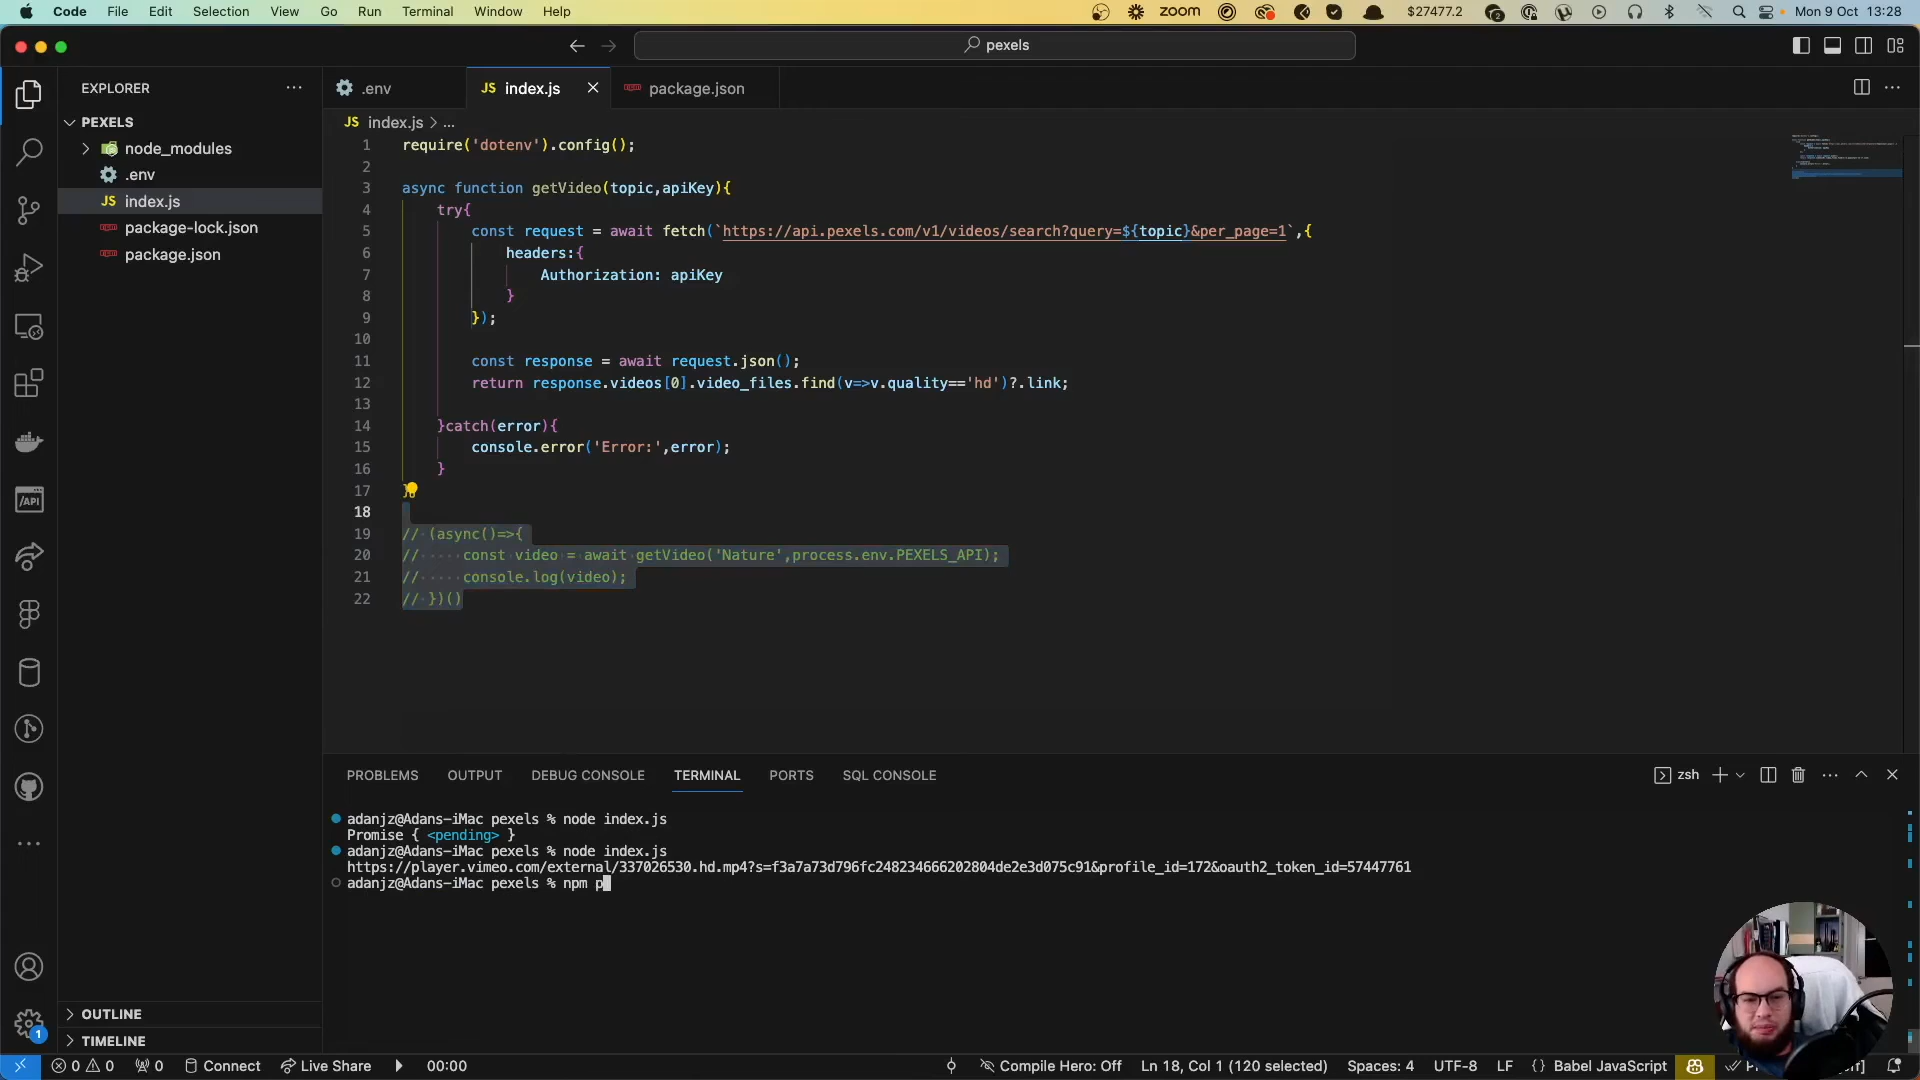 Code File Edit Selection View Go Run Terminal Window Help zoom $27477.2 Mon 9 Oct 13:28
pexels
EXPLORER
.env
JS index.js
package.json
PEXELS
JS index.js > ...
node_modules
.env
JS index.js
package-lock.json
package.json
1 require('dotenv').config();
2
3 async function getVideo(topic,apiKey){
4 try{
5 const request = await fetch(`https://api.pexels.com/v1/videos/search?query=${topic}&per_page=1`,{
6 headers:{
7 Authorization: apiKey
8 }
9 });
10
11 const response = await request.json();
12 return response.videos[0].video_files.find(v=>v.quality=='hd')?.link;
13
14 }catch(error){
15 console.error('Error:',error);
16 }
17 }
18
19 // (async()=>{
20 // const video = await getVideo('Nature',process.env.PEXELS_API);
21 // console.log(video);
22 // })()
/API
PROBLEMS OUTPUT DEBUG CONSOLE TERMINAL PORTS SQL CONSOLE
zsh
adanjz@Adans-iMac pexels % node index.js
Promise { <pending> }
adanjz@Adans-iMac pexels % node index.js
https://player.vimeo.com/external/337026530.hd.mp4?s=f3a7a73d796fc248234666202804de2e3d075c91&profile_id=172&oauth2_token_id=57447761
adanjz@Adans-iMac pexels % npm p
OUTLINE
TIMELINE
1
0 0 0 Connect Live Share 00:00 Compile Hero: Off Ln 18, Col 1 (120 selected) Spaces: 4 UTF-8 LF {} Babel JavaScript